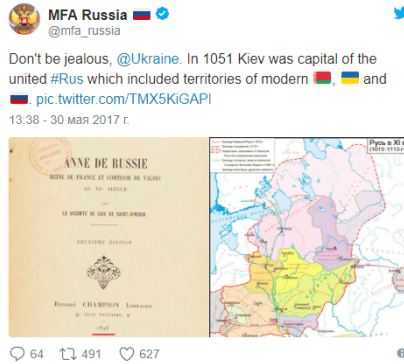 MFA Russia 🇷🇺
@mfa_russia
Don't be jealous, @Ukraine. In 1051 Kiev was capital of the
united #Rus which included territories of modern 🇧🇾, 🇺🇦 and
🇷🇺. pic.twitter.com/TMX5KiGAPl
13:38 - 30 мая 2017 г.
ANNE DE RUSSIE
REINE DE FRANCE ET COMTESSE DE VALOIS
AU XIe SIÈCLE
PAR
LE VICOMTE DE CAIX DE SAINT-AYMOUR
DEUXIÈME ÉDITION
HONORÉ CHAMPION
1896
Русь в XI в
64 491 627